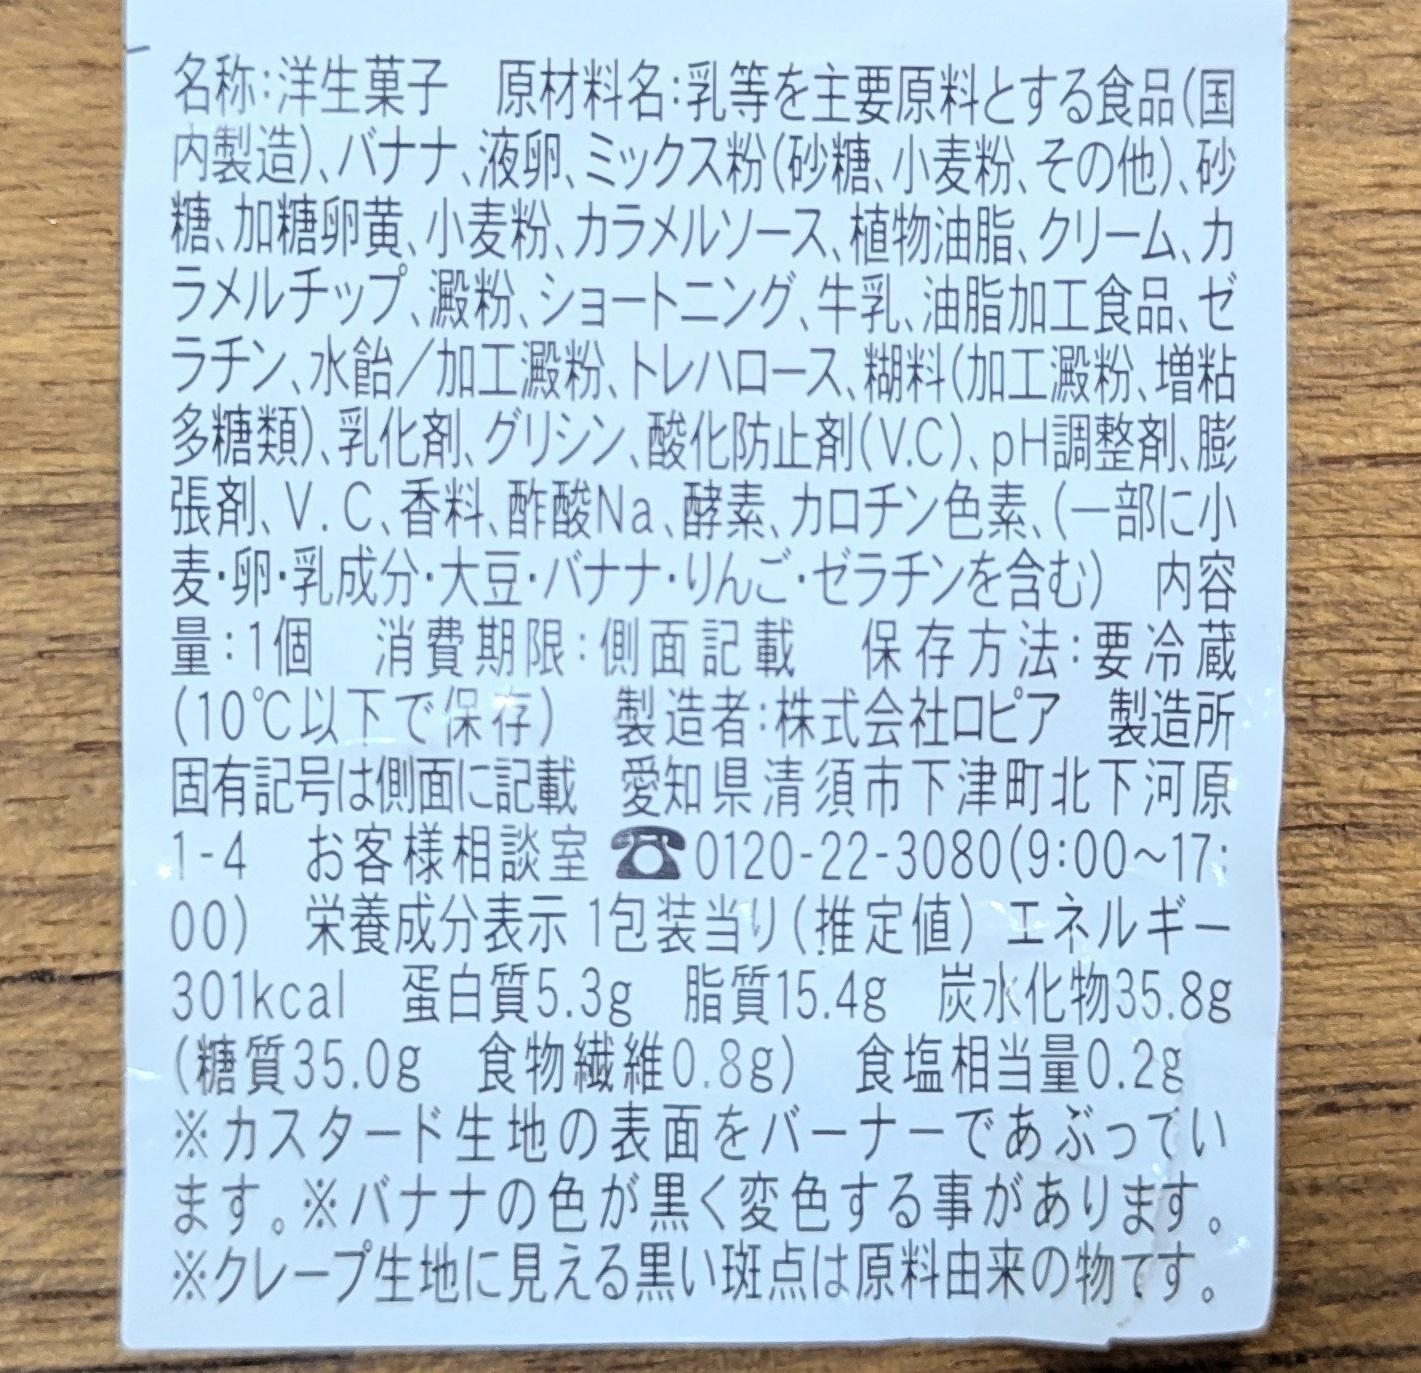 名称:洋生菓子　原材料名:乳等を主要原料とする食品(国
内製造)、バナナ、液卵、ミックス粉(砂糖、小麦粉、その他)、砂
糖、加糖卵黄、小麦粉、カラメルソース、植物油脂、クリーム、カ
ラメルチップ、澱粉、ショートニング、牛乳、油脂加工食品、ゼ
ラチン、水飴/加工澱粉、トレハロース、糊料(加工澱粉、増粘
多糖類)、乳化剤、グリシン、酸化防止剤(V.C)、pH調整剤、膨
張剤、V.C、香料、酢酸Na、酵素、カロチン色素、(一部に小
麦・卵・乳成分・大豆・バナナ・りんご・ゼラチンを含む)　内容
量:1個　消費期限:側面記載　保存方法:要冷蔵
(10℃以下で保存)　製造者:株式会社ロピア　製造所
固有記号は側面に記載　愛知県清須市下津町北下河原
1-4　お客様相談室☎0120-22-3080(9:00~17:
00)　栄養成分表示 1包装当り(推定値) エネルギー
301kcal　蛋白質5.3g　脂質15.4g　炭水化物35.8g
(糖質35.0g　食物繊維0.8g)　食塩相当量0.2g
※カスタード生地の表面をバーナーであぶってい
ます。※バナナの色が黒く変色する事があります。
※クレープ生地に見える黒い斑点は原料由来の物です。